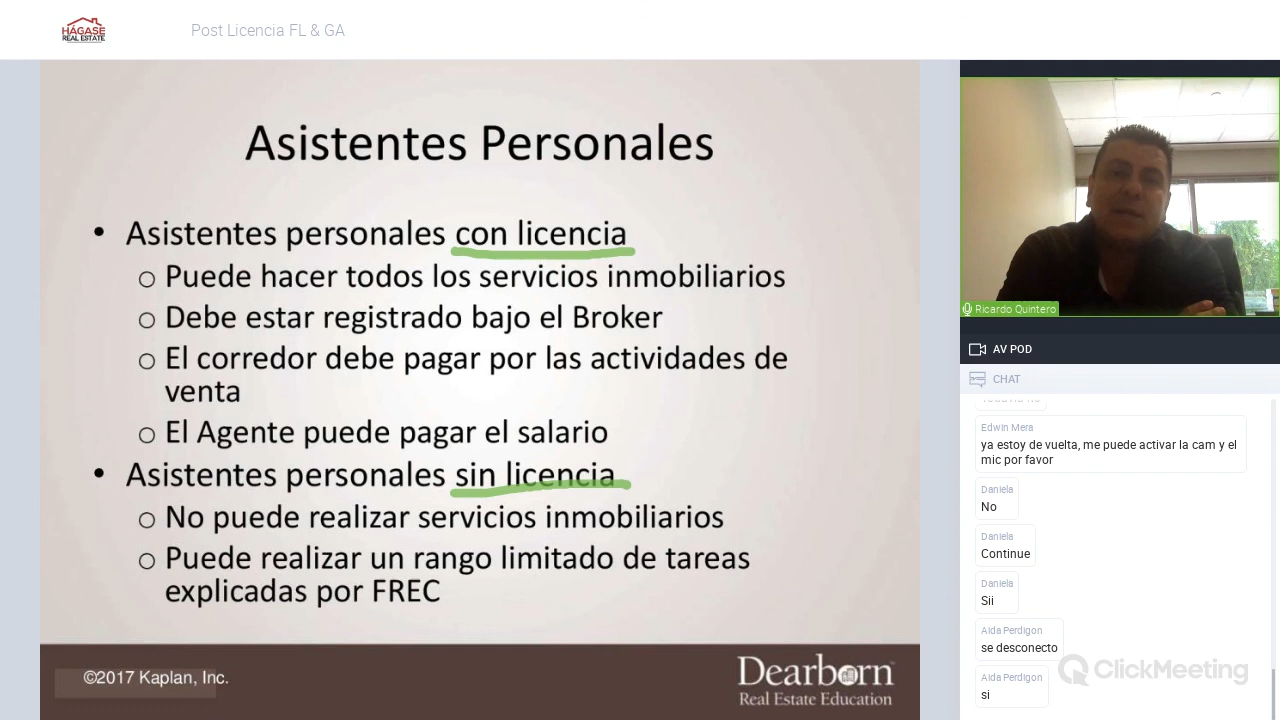 HÁGASE
REAL ESTATE
Post Licencia FL & GA
Asistentes Personales
• Asistentes personales con licencia
o Puede hacer todos los servicios inmobiliarios
o Debe estar registrado bajo el Broker
o El corredor debe pagar por las actividades de
venta
o El Agente puede pagar el salario
• Asistentes personales sin licencia
o No puede realizar servicios inmobiliarios
o Puede realizar un rango limitado de tareas
explicadas por FREC
©2017 Kaplan, Inc.
Dearborn
Real Estate Education
Ricardo Quintero
AV POD
CHAT
Edwin Mera
ya estoy de vuelta, me puede activar la cam y el
mic por favor
Daniela
No
Daniela
Continue
Daniela
Sii
Aida Perdigon
se desconecto
Aida Perdigon
si
ClickMeeting